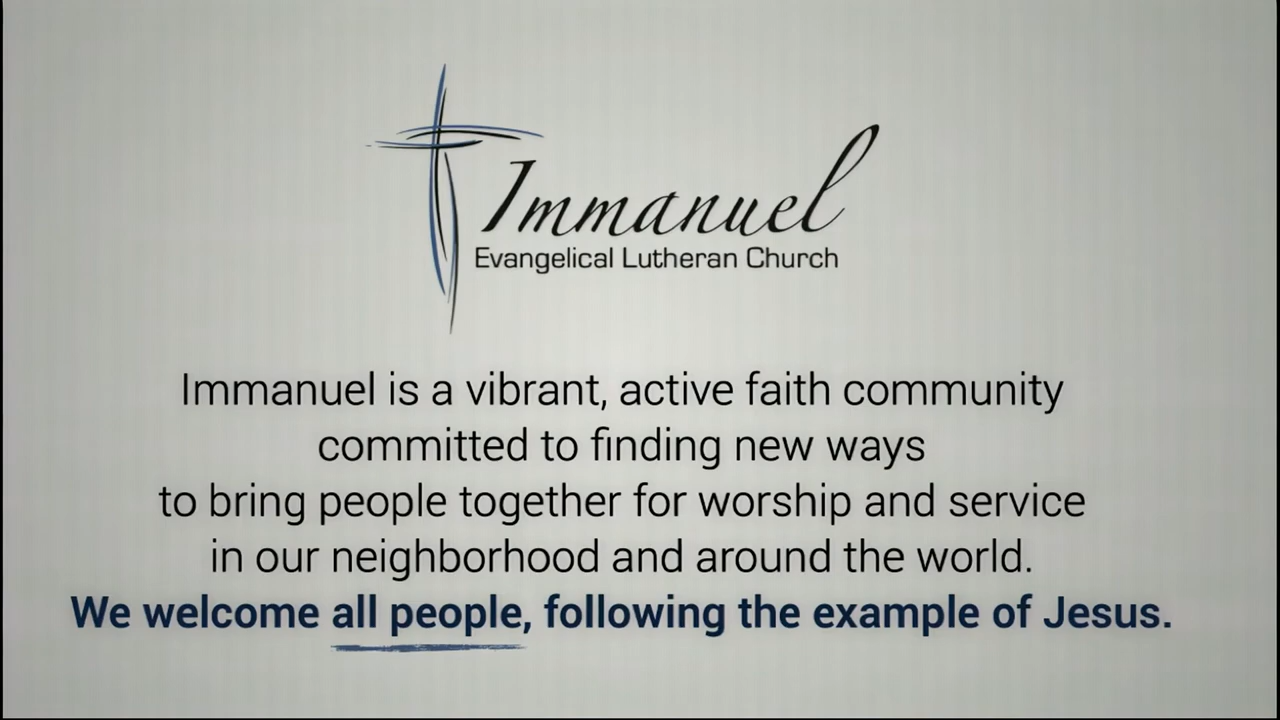 Immanuel
Evangelical Lutheran Church
Immanuel is a vibrant, active faith community
committed to finding new ways
to bring people together for worship and service
in our neighborhood and around the world.
We welcome all people, following the example of Jesus.